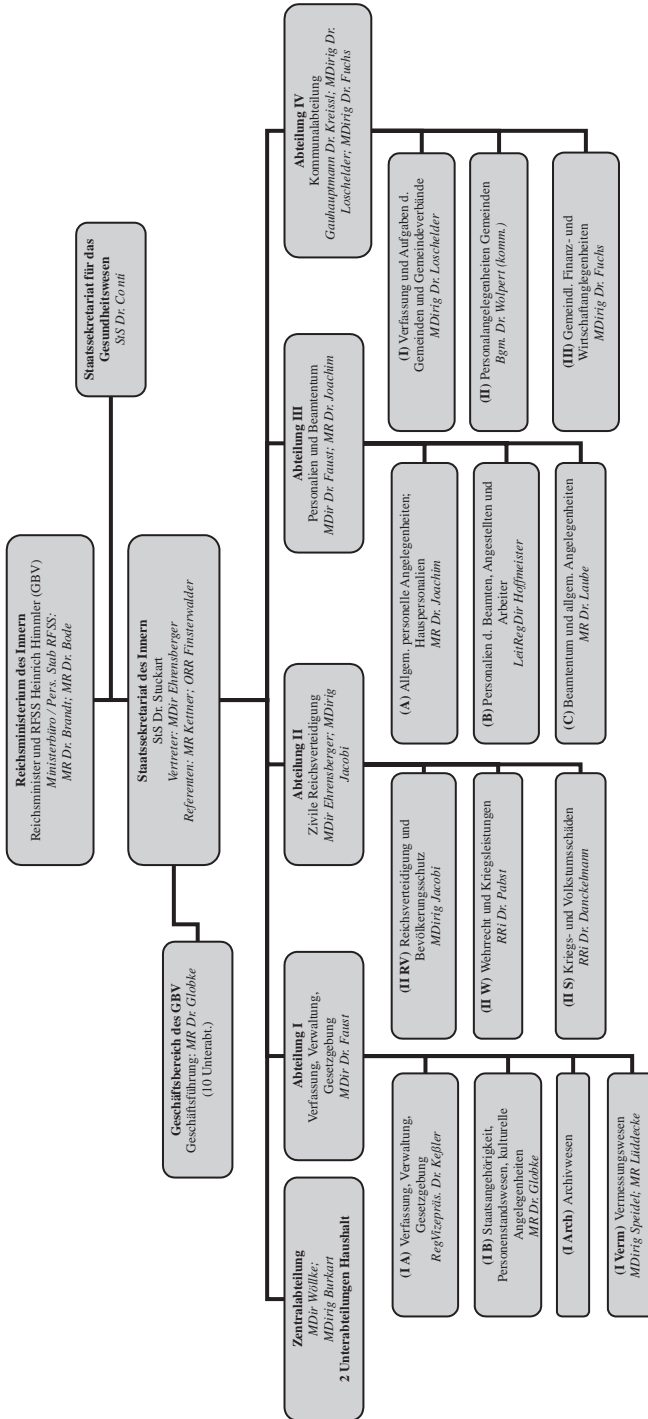 Reichsministerium des Innern
Reichsminister und RFSS Heinrich Himmler (GBV)
Ministerbüro / Pers. Stab RFSS:
MR Dr. Brandt; MR Dr. Bode
Staatssekretariat für das
Gesundheitswesen
StS Dr. Conti
Staatssekretariat des Innern
StS Dr. Stuckart
Vertreter: MDir Ehrensberger
Referenten: MR Kettner; ORR Finsterwalder
Geschäftsbereich des GBV
Geschäftsführung: MR Dr. Globke
(10 Unterabt.)
Zentralabteilung
MDir Wöllke;
MDirig Burkart
2 Unterabteilungen Haushalt
Abteilung I
Verfassung, Verwaltung,
Gesetzgebung
MDir Dr. Faust
(I A) Verfassung, Verwaltung,
Gesetzgebung
RegVizepräs. Dr. Keßler
(I B) Staatsangehörigkeit,
Personenstandswesen, kulturelle
Angelegenheiten
MR Dr. Globke
(I Arch) Archivwesen
(I Verm) Vermessungswesen
MDirig Speidel; MR Lüddecke
Abteilung II
Zivile Reichsverteidigung
MDir Ehrensberger; MDirig
Jacobi
(II RV) Reichsverteidigung und
Bevölkerungsschutz
MDirig Jacobi
(II W) Wehrrecht und Kriegsleistungen
RRi Dr. Pabst
(II S) Kriegs- und Volkstumsschäden
RRi Dr. Danckelmann
Abteilung III
Personalien und Beamtentum
MDir Dr. Faust; MR Dr. Joachim
(A) Allgem. personelle Angelegenheiten;
Hauspersonalien
MR Dr. Joachim
(B) Personalien d. Beamten, Angestellten und
Arbeiter
LeitRegDir Hoffmeister
(C) Beamtentum und allgem. Angelegenheiten
MR Dr. Laube
Abteilung IV
Kommunalabteilung
Gauhauptmann Dr. Kreissl; MDirig Dr.
Loschelder; MDirig Dr. Fuchs
(I) Verfassung und Aufgaben d.
Gemeinden und Gemeindeverbände
MDirig Dr. Loschelder
(II) Personalangelegenheiten Gemeinden
Bgm. Dr. Wolpert (komm.)
(III) Gemeindl. Finanz- und
Wirtschaftanglegenheiten
MDirig Dr. Fuchs